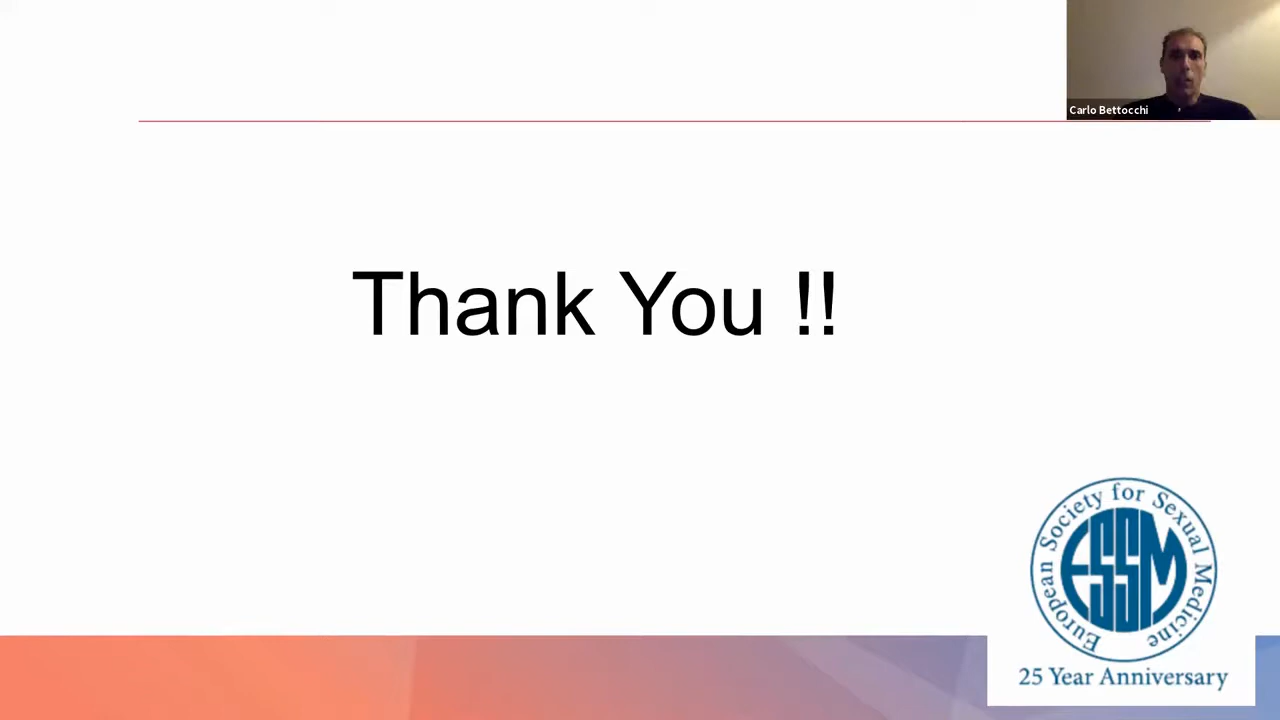 Carlo Bettocchi
Thank You !!
European Society for Sexual Medicine
ESSM
25 Year Anniversary